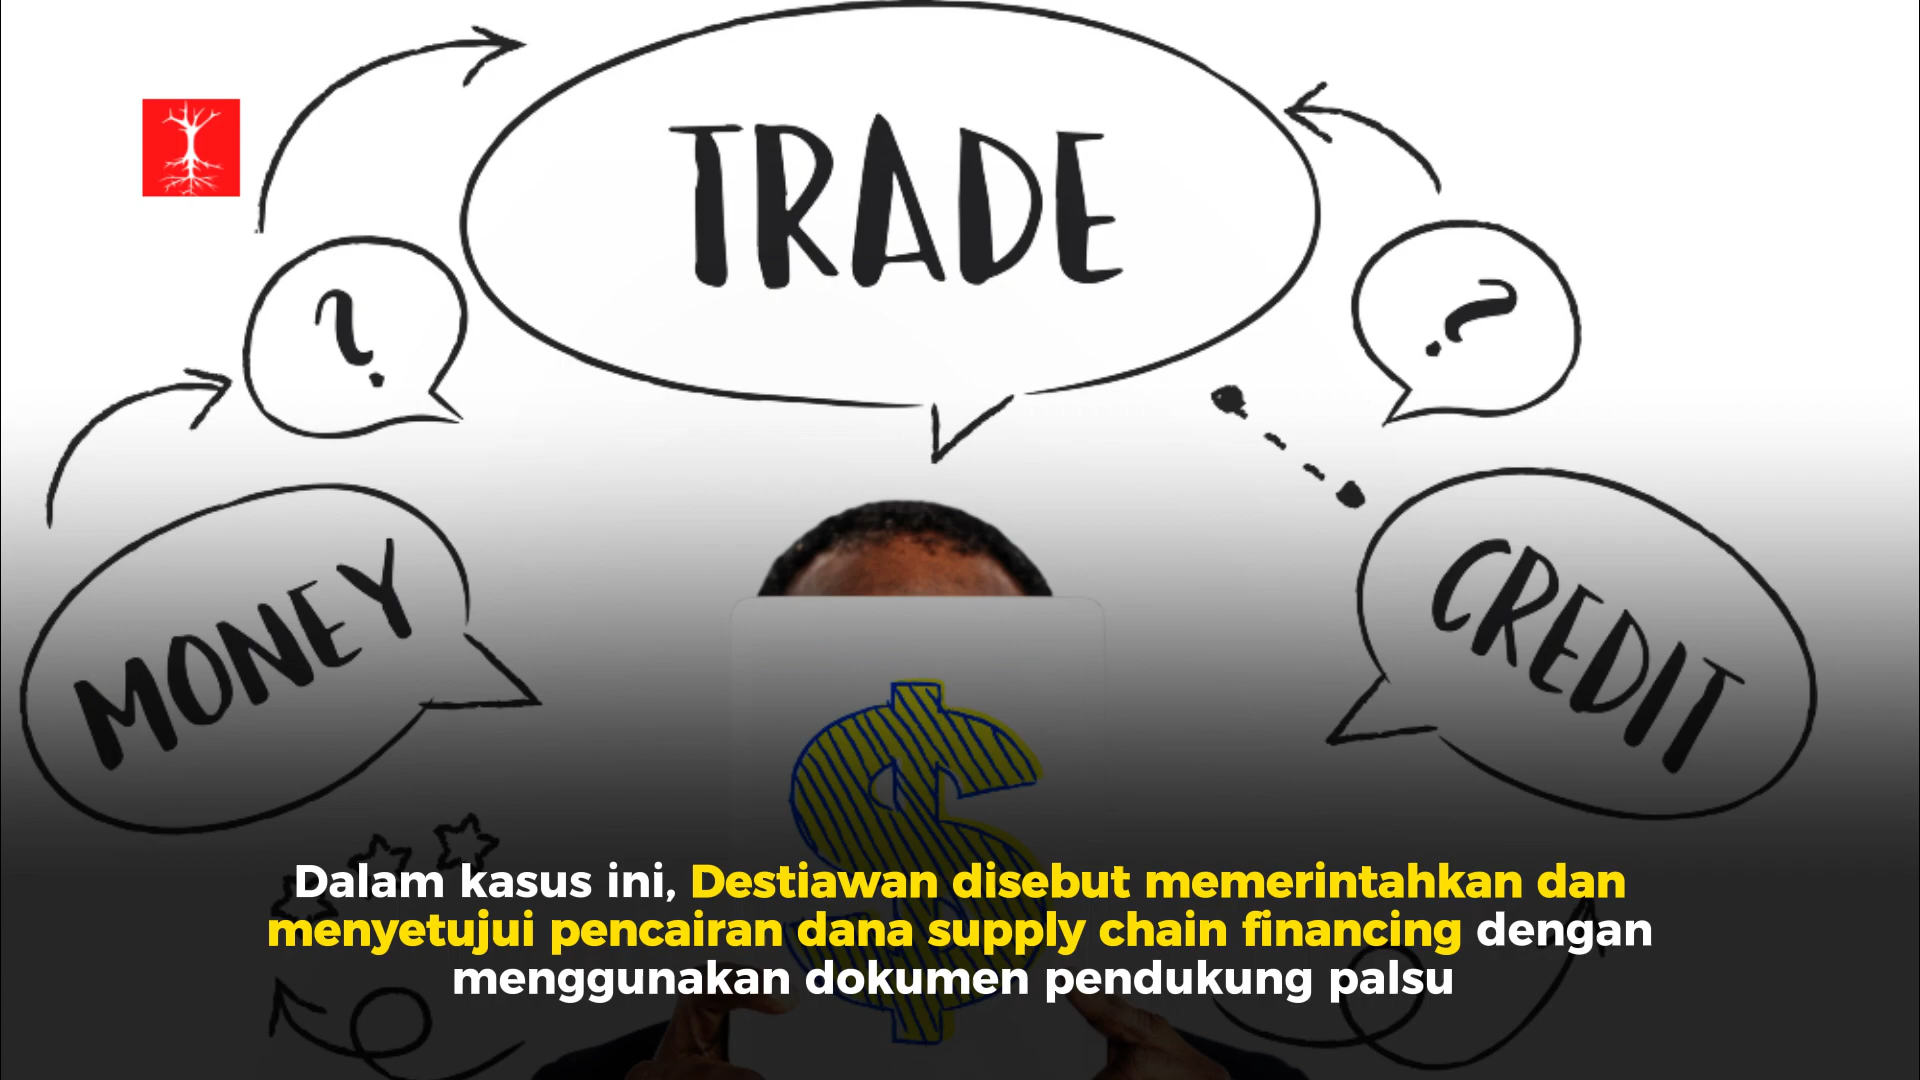 TRADE
?
?
MONEY
CREDIT
$
Dalam kasus ini, Destiawan disebut memerintahkan dan
menyetujui pencairan dana supply chain financing dengan
menggunakan dokumen pendukung palsu